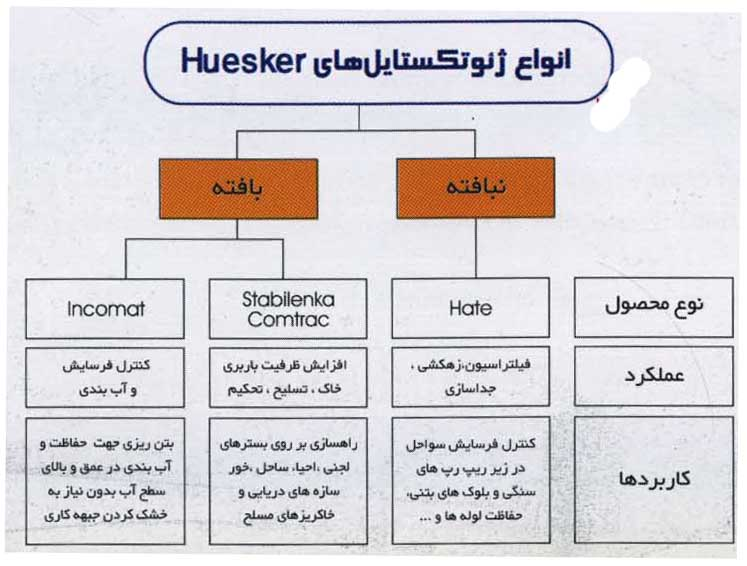 انواع ژئوتکستایل‌های Huesker
نبافته
بافته
نوع محصول
Hate
Stabilenka
Comtrac
Incomat
عملکرد
فیلتراسیون،زهکشی ،
جداسازی
افزایش ظرفیت باربری
خاک ، تسلیح ، تحکیم
کنترل فرسایش
و آب بندی
کاربردها
کنترل فرسایش سواحل
در زیر ریپ رپ های
سنگی و بلوک های بتنی،
حفاظت لوله ها و ...
راهسازی بر روی بسترهای
لجنی ،احیا، ساحل ،خور
سازه های دریایی و
خاکریزهای مسلح
بتن ریزی جهت حفاظت و
آب بندی در عمق و بالای
سطح آب بدون نیاز به
خشک کردن جبهه کاری